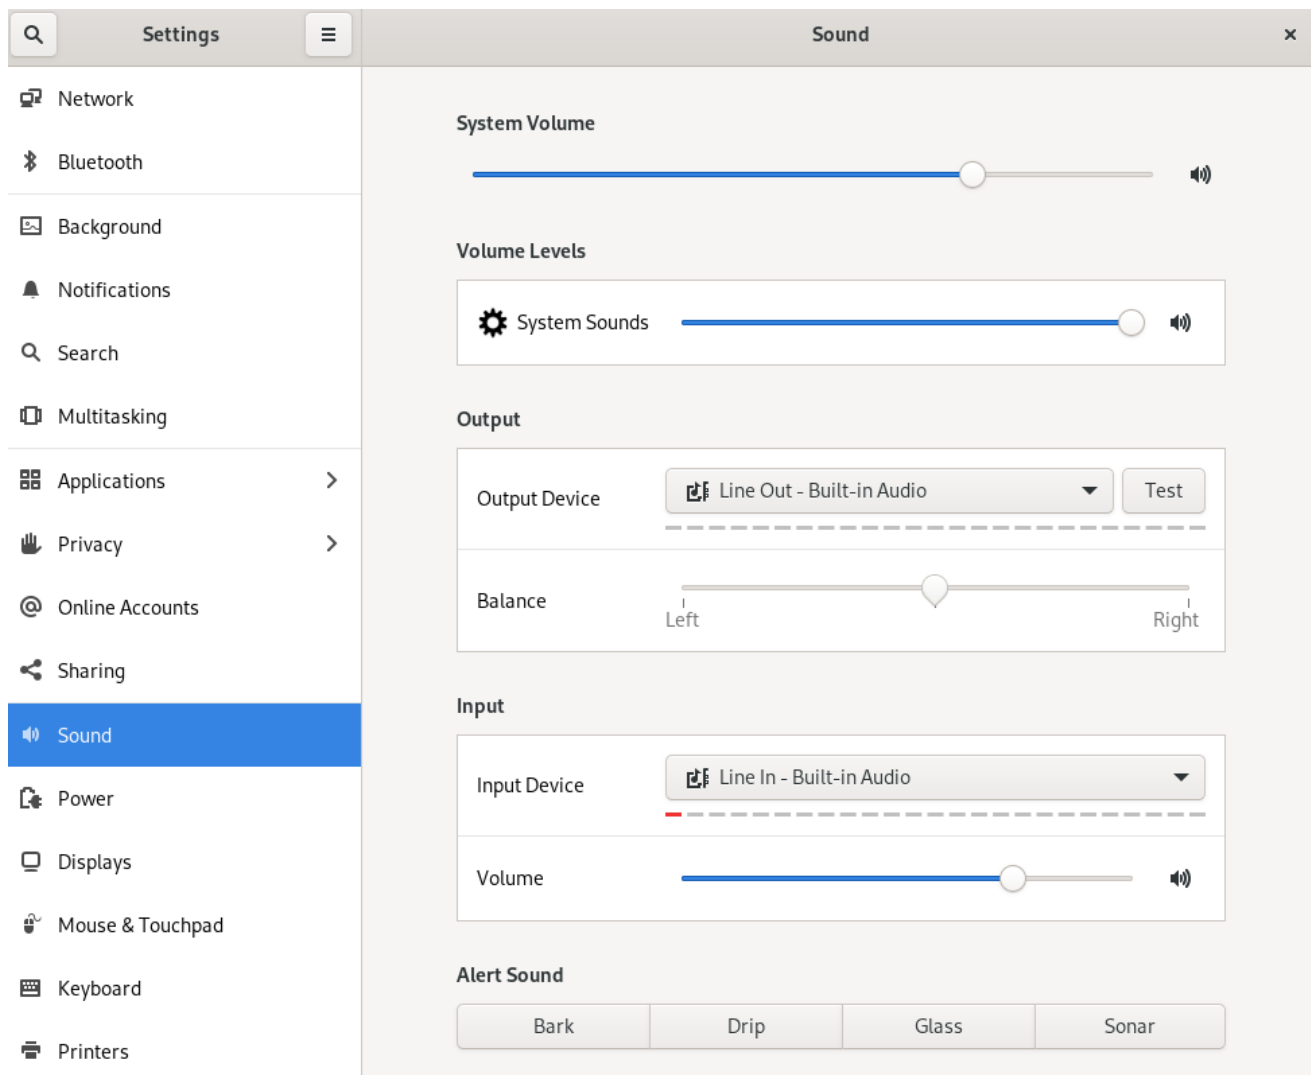 Settings
Sound
Network
Bluetooth
Background
Notifications
Search
Multitasking
Applications
Privacy
Online Accounts
Sharing
Sound
Power
Displays
Mouse & Touchpad
Keyboard
Printers
System Volume
Volume Levels
System Sounds
Output
Output Device
Line Out - Built-in Audio
Test
Balance
Left
Right
Input
Input Device
Line In - Built-in Audio
Volume
Alert Sound
Bark
Drip
Glass
Sonar